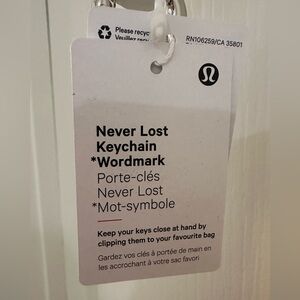 Please recyc
Veuillez recyc
RN106259/CA 35801
Never Lost
Keychain
*Wordmark
Porte-clés
Never Lost
*Mot-symbole
Keep your keys close at hand by
clipping them to your favourite bag
Gardez vos clés à portée de main en
les accrochant à votre sac favori